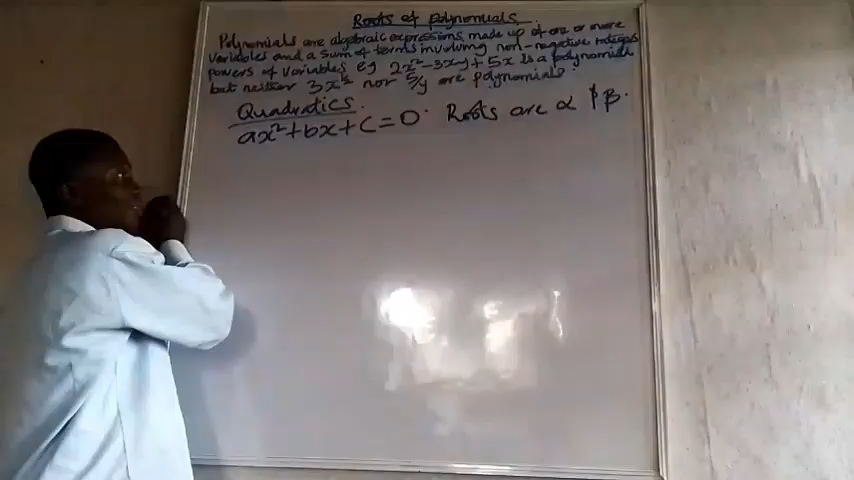 Roots of Polynomials
Polynomials are algebraic expressions made up of one or more
variables and a sum of terms involving non-negative integers
powers of variables eg 2x²-3xy+5x is a polynomial
but neither 3x^½ nor 5/y are polynomials.
Quadratics.
ax²+bx+c=0. Roots are α & β.